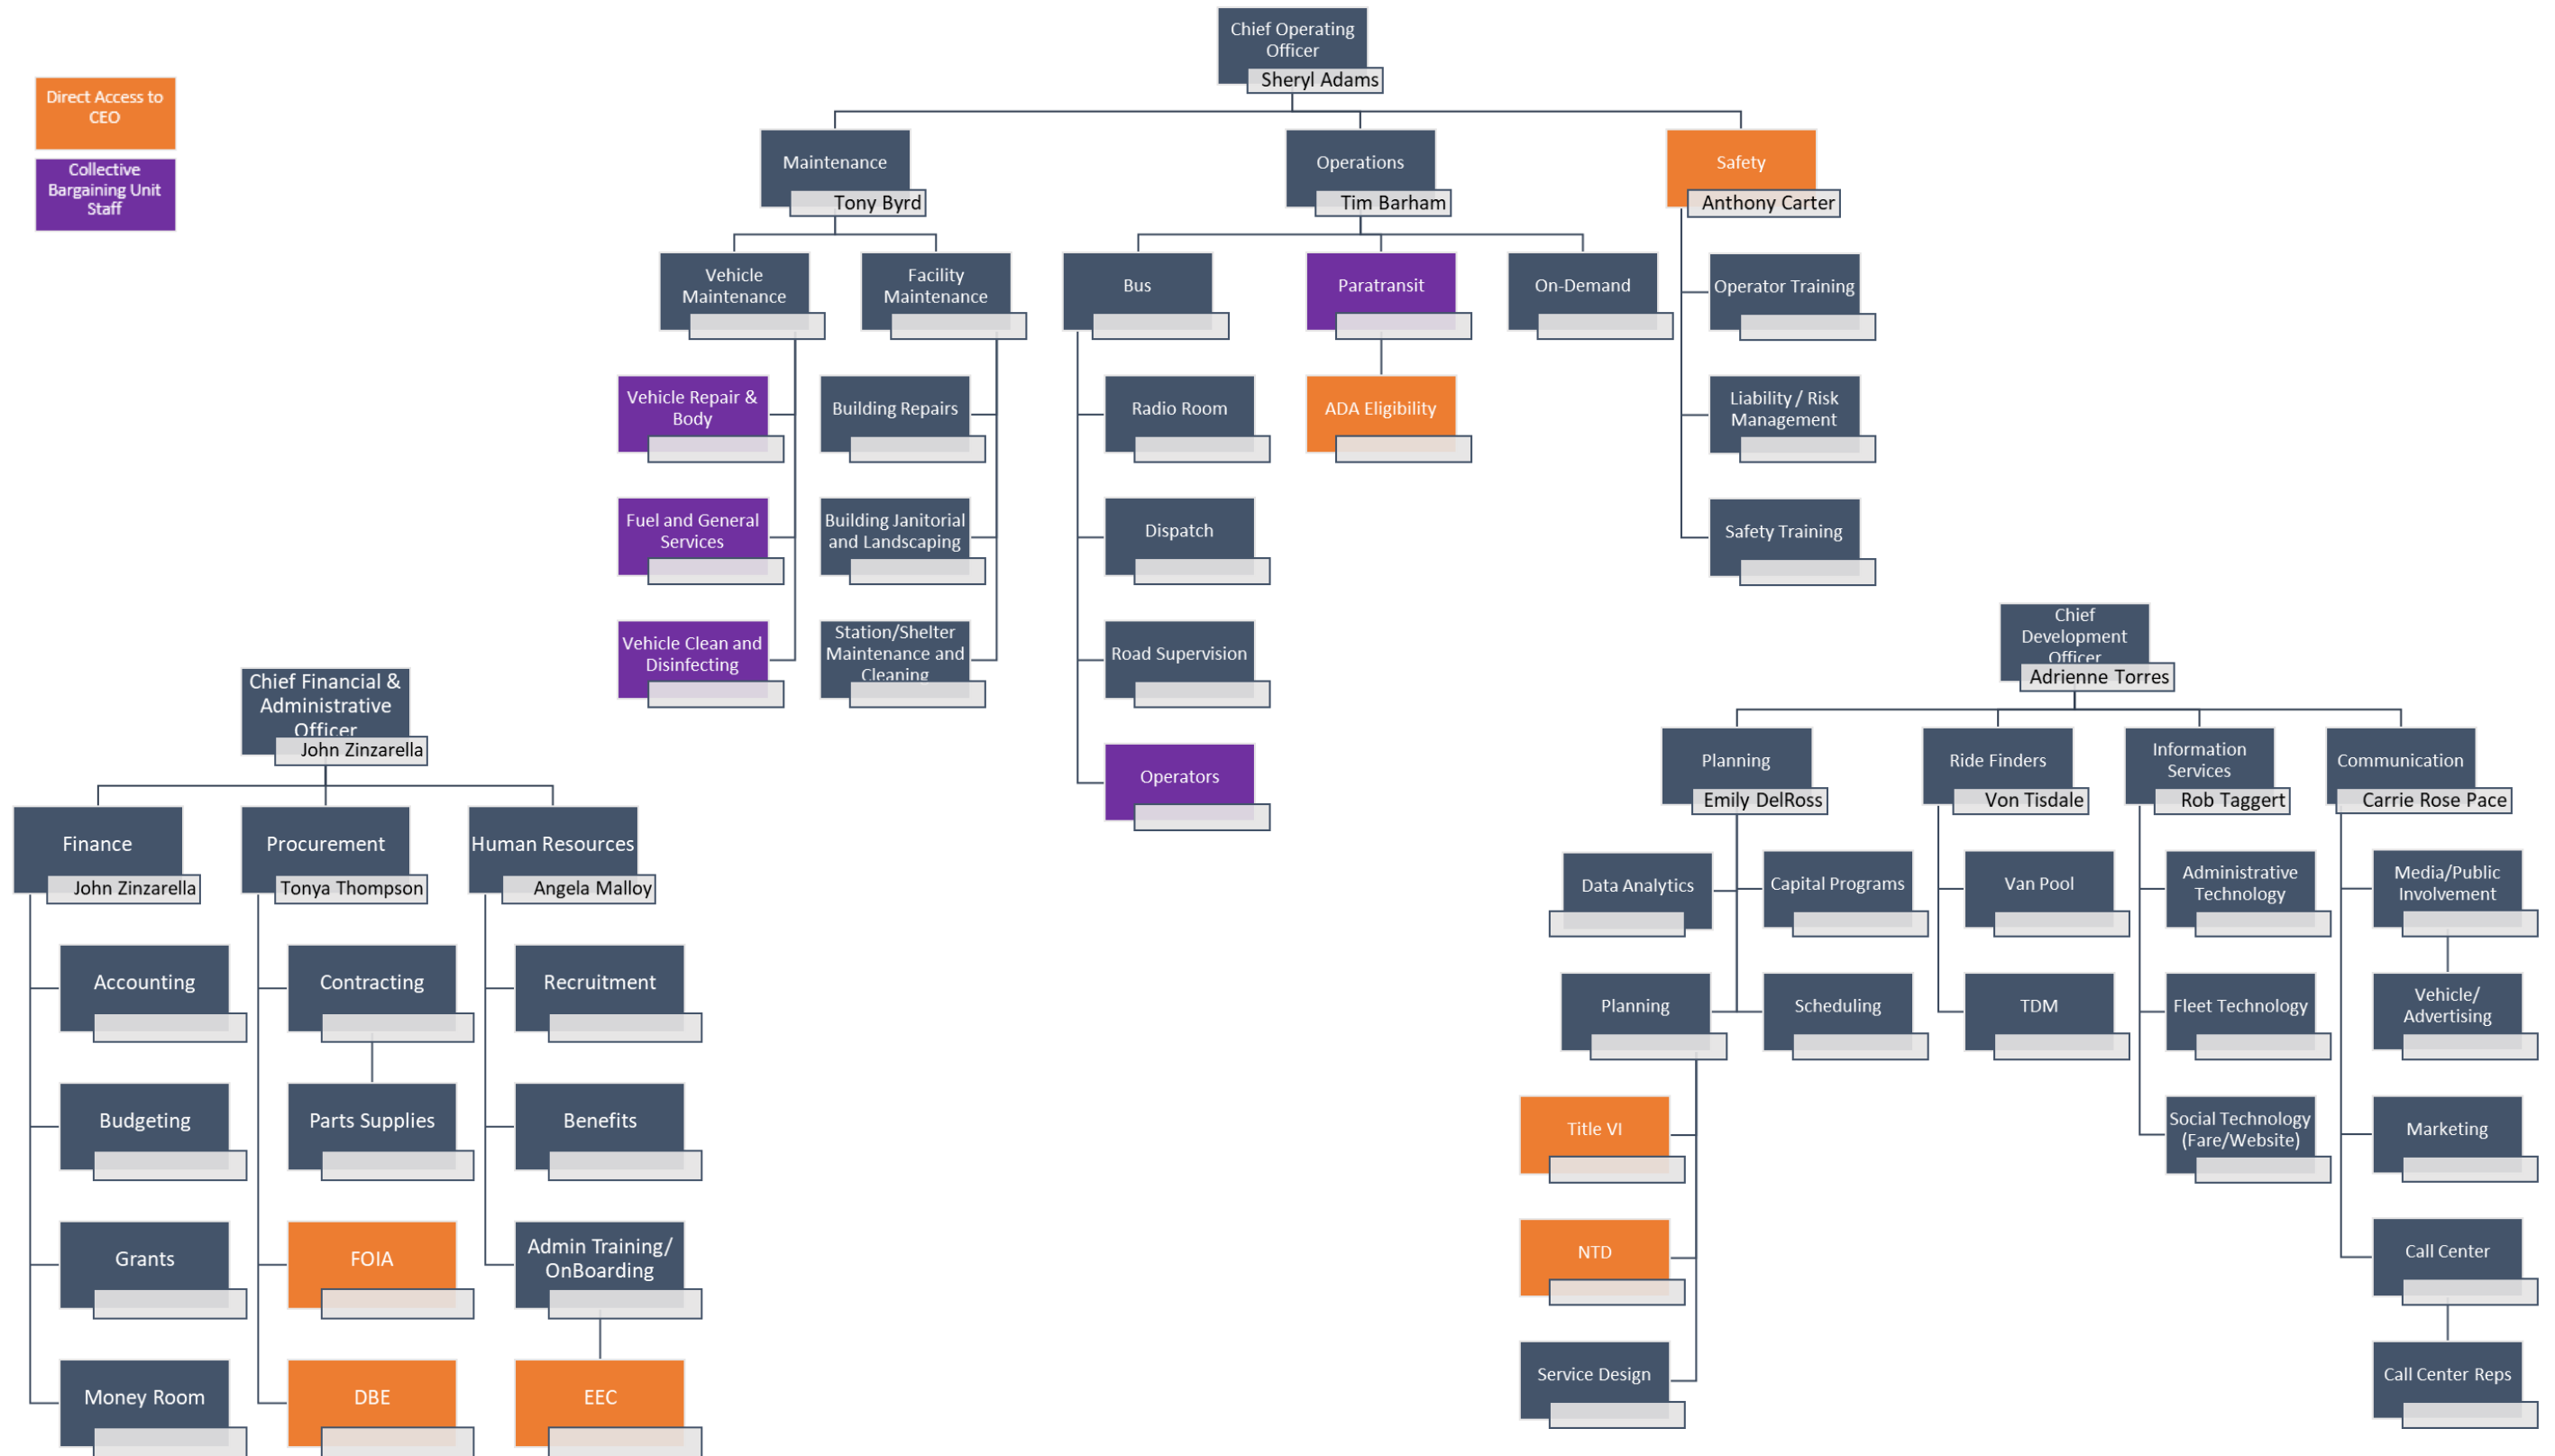 Chief Operating
Officer
Sheryl Adams
Direct Access to
CEO
Collective
Bargaining Unit
Staff
Maintenance
Tony Byrd
Operations
Tim Barham
Safety
Anthony Carter
Vehicle
Maintenance
Facility
Maintenance
Bus
Paratransit
On-Demand
Operator Training
Vehicle Repair &
Body
Building Repairs
Radio Room
ADA Eligibility
Liability / Risk
Management
Fuel and General
Services
Building Janitorial
and Landscaping
Dispatch
Safety Training
Vehicle Clean and
Disinfecting
Station/Shelter
Maintenance and
Cleaning
Road Supervision
Operators
Chief
Development
Officer
Adrienne Torres
Planning
Emily DelRoss
Ride Finders
Von Tisdale
Information
Services
Rob Taggert
Communication
Carrie Rose Pace
Data Analytics
Capital Programs
Van Pool
Administrative
Technology
Media/Public
Involvement
Planning
Scheduling
TDM
Fleet Technology
Vehicle/
Advertising
Title VI
Social Technology
(Fare/Website)
Marketing
NTD
Call Center
Service Design
Call Center Reps
Chief Financial &
Administrative
Officer
John Zinzarella
Finance
John Zinzarella
Procurement
Tonya Thompson
Human Resources
Angela Malloy
Accounting
Contracting
Recruitment
Budgeting
Parts Supplies
Benefits
Grants
FOIA
Admin Training/
OnBoarding
Money Room
DBE
EEC